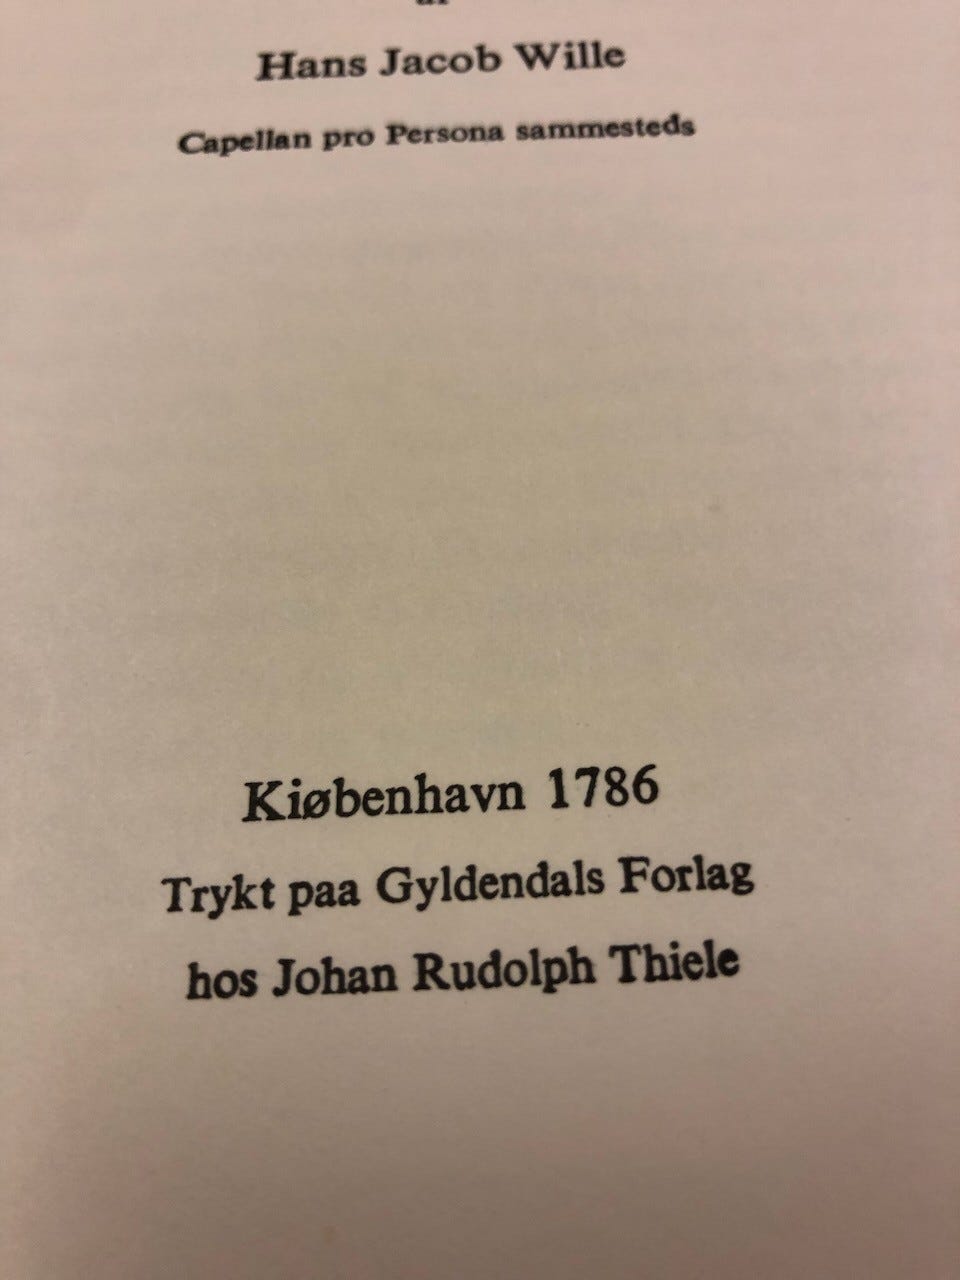 Hans Jacob Wille
Capellan pro Persona sammesteds
Kiøbenhavn 1786
Trykt paa Gyldendals Forlag
hos Johan Rudolph Thiele